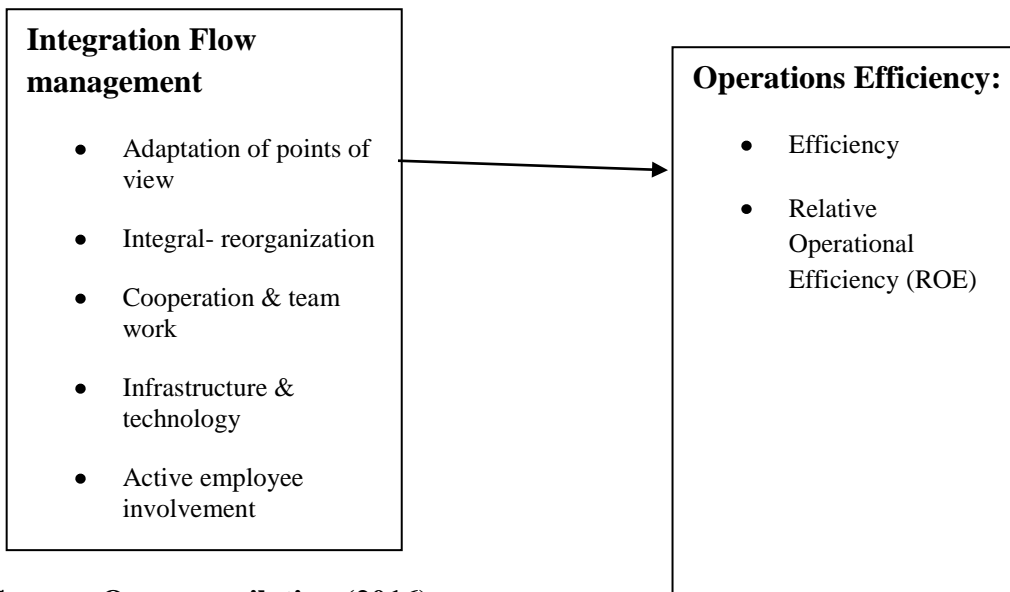 Integration Flow
management
● Adaptation of points of
view
● Integral- reorganization
● Cooperation & team
work
● Infrastructure &
technology
● Active employee
involvement
Operations Efficiency:
● Efficiency
● Relative
Operational
Efficiency (ROE)